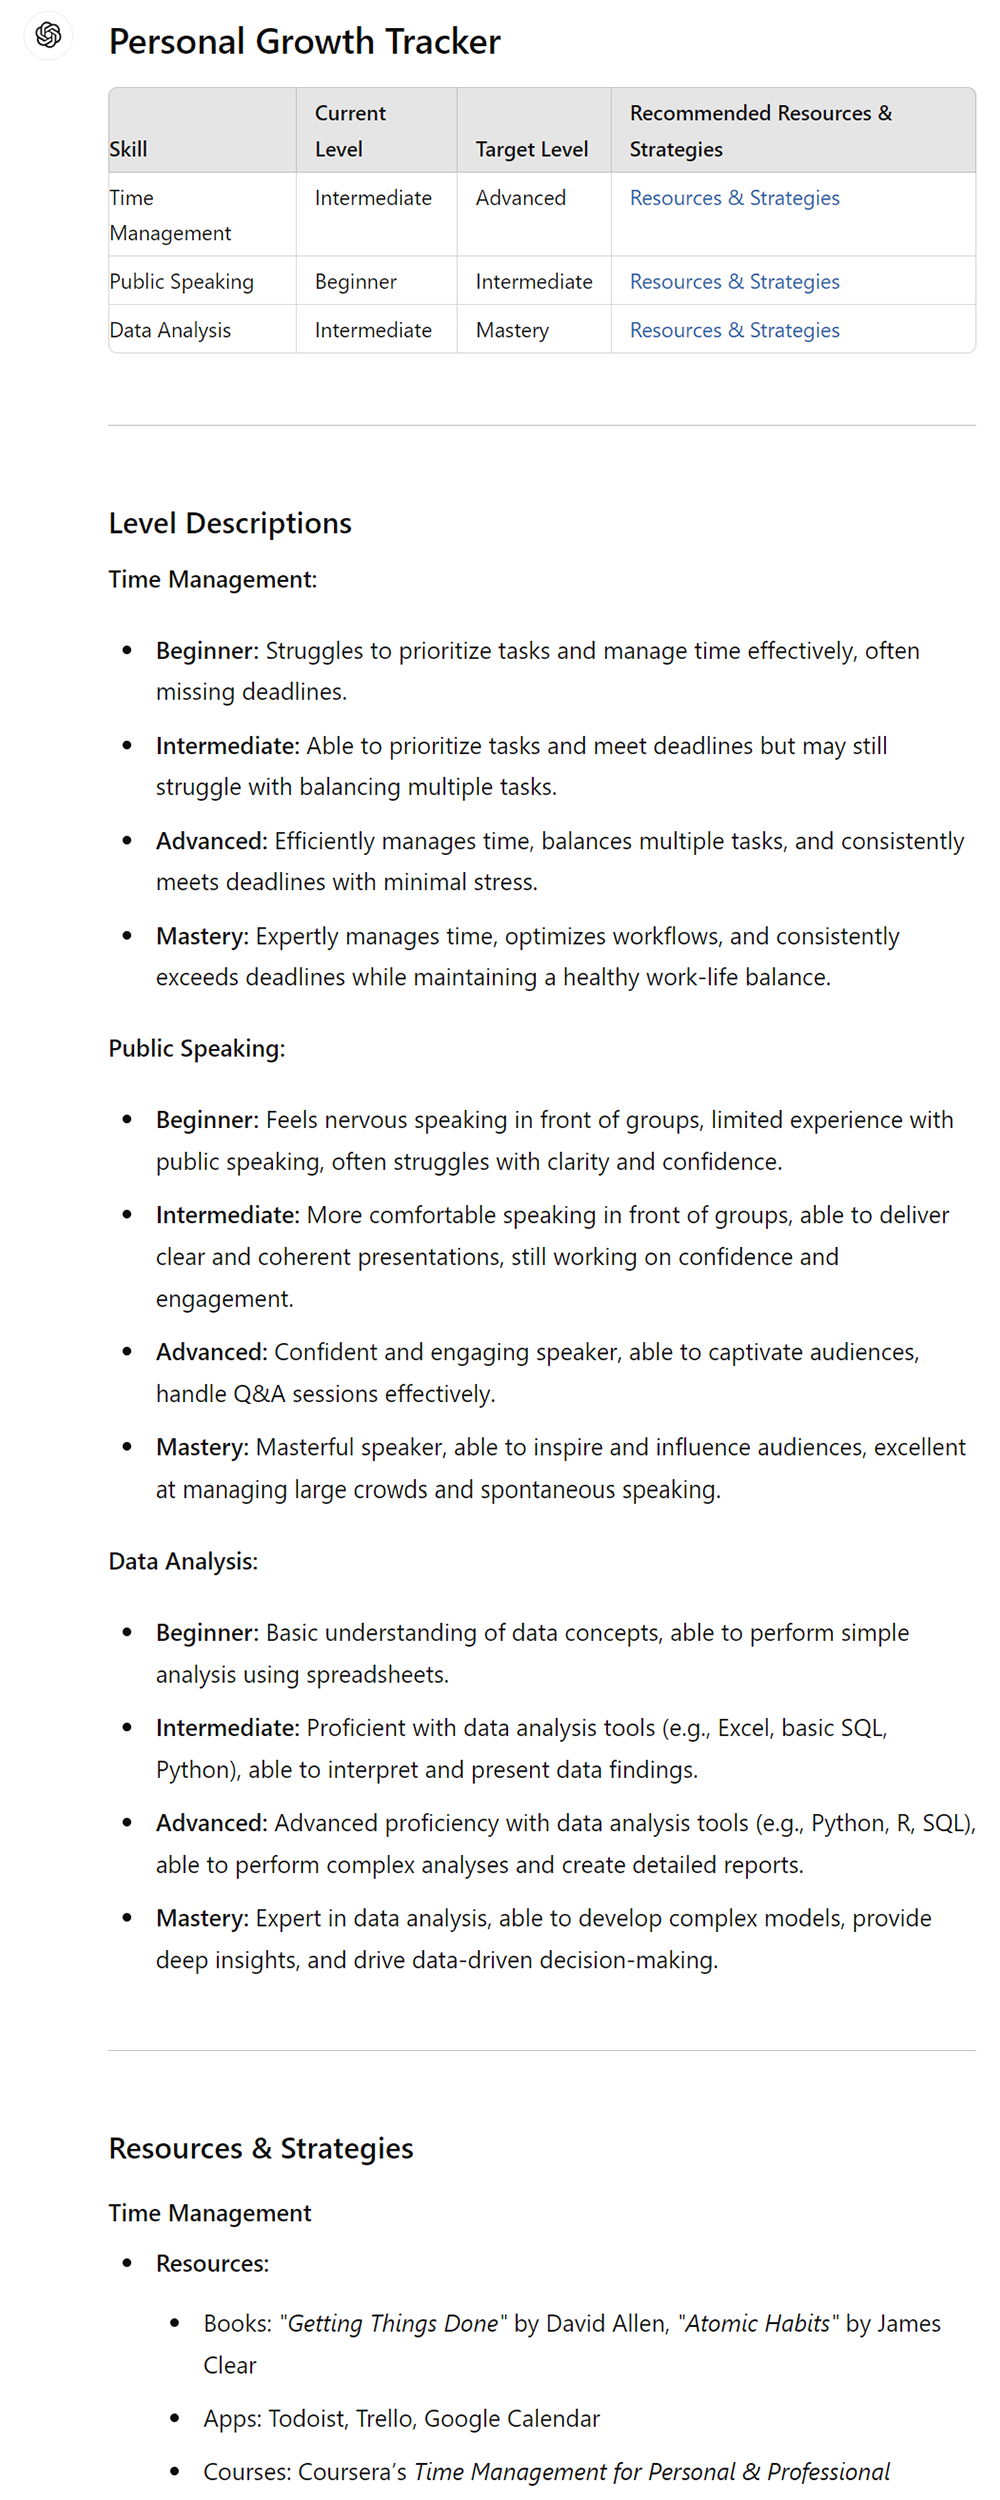 Personal Growth Tracker
Skill
Current
Level
Target Level
Recommended Resources &
Strategies
Time
Management
Intermediate
Advanced
Resources & Strategies
Public Speaking
Beginner
Intermediate
Resources & Strategies
Data Analysis
Intermediate
Mastery
Resources & Strategies
Level Descriptions
Time Management:
Beginner: Struggles to prioritize tasks and manage time effectively, often
missing deadlines.
Intermediate: Able to prioritize tasks and meet deadlines but may still
struggle with balancing multiple tasks.
Advanced: Efficiently manages time, balances multiple tasks, and consistently
meets deadlines with minimal stress.
Mastery: Expertly manages time, optimizes workflows, and consistently
exceeds deadlines while maintaining a healthy work-life balance.
Public Speaking:
Beginner: Feels nervous speaking in front of groups, limited experience with
public speaking, often struggles with clarity and confidence.
Intermediate: More comfortable speaking in front of groups, able to deliver
clear and coherent presentations, still working on confidence and
engagement.
Advanced: Confident and engaging speaker, able to captivate audiences,
handle Q&A sessions effectively.
Mastery: Masterful speaker, able to inspire and influence audiences, excellent
at managing large crowds and spontaneous speaking.
Data Analysis:
Beginner: Basic understanding of data concepts, able to perform simple
analysis using spreadsheets.
Intermediate: Proficient with data analysis tools (e.g., Excel, basic SQL,
Python), able to interpret and present data findings.
Advanced: Advanced proficiency with data analysis tools (e.g., Python, R, SQL),
able to perform complex analyses and create detailed reports.
Mastery: Expert in data analysis, able to develop complex models, provide
deep insights, and drive data-driven decision-making.
Resources & Strategies
Time Management
Resources:
Books: "Getting Things Done" by David Allen, "Atomic Habits" by James
Clear
Apps: Todoist, Trello, Google Calendar
Courses: Coursera’s Time Management for Personal & Professional